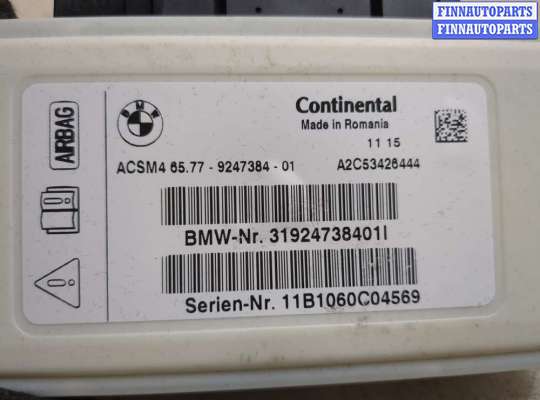 FINNAUTOPARTS
FINNAUTOPARTS
AIRBAG
BMW
Continental
Made in Romania
11 15
ACSM4 65.77 - 9247384 - 01 A2C53426444
BMW-Nr. 31924738401I
Serien-Nr. 11B1060C04569